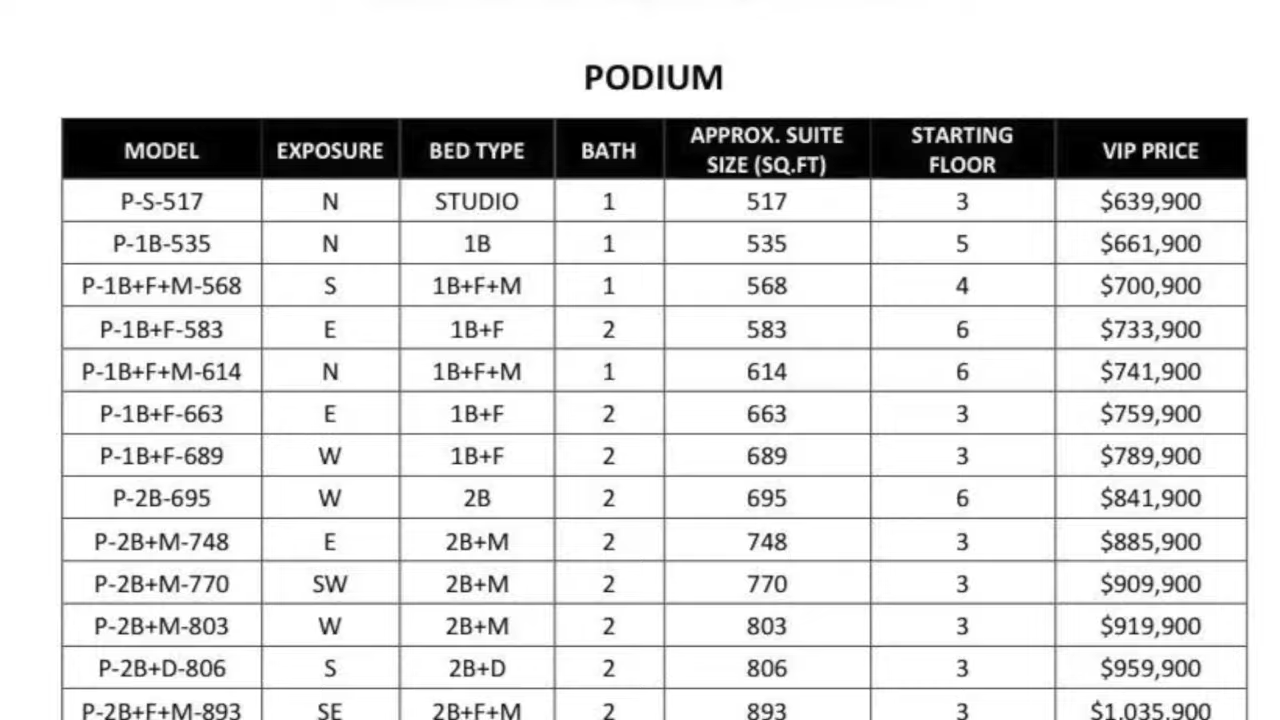 PODIUM
MODEL EXPOSURE BED TYPE BATH APPROX. SUITE SIZE (SQ.FT) STARTING FLOOR VIP PRICE
P-S-517 N STUDIO 1 517 3 $639,900
P-1B-535 N 1B 1 535 5 $661,900
P-1B+F+M-568 S 1B+F+M 1 568 4 $700,900
P-1B+F-583 E 1B+F 2 583 6 $733,900
P-1B+F+M-614 N 1B+F+M 1 614 6 $741,900
P-1B+F-663 E 1B+F 2 663 3 $759,900
P-1B+F-689 W 1B+F 2 689 3 $789,900
P-2B-695 W 2B 2 695 6 $841,900
P-2B+M-748 E 2B+M 2 748 3 $885,900
P-2B+M-770 SW 2B+M 2 770 3 $909,900
P-2B+M-803 W 2B+M 2 803 3 $919,900
P-2B+D-806 S 2B+D 2 806 3 $959,900
P-2B+F+M-893 SE 2B+F+M 2 893 3 $1,035,900